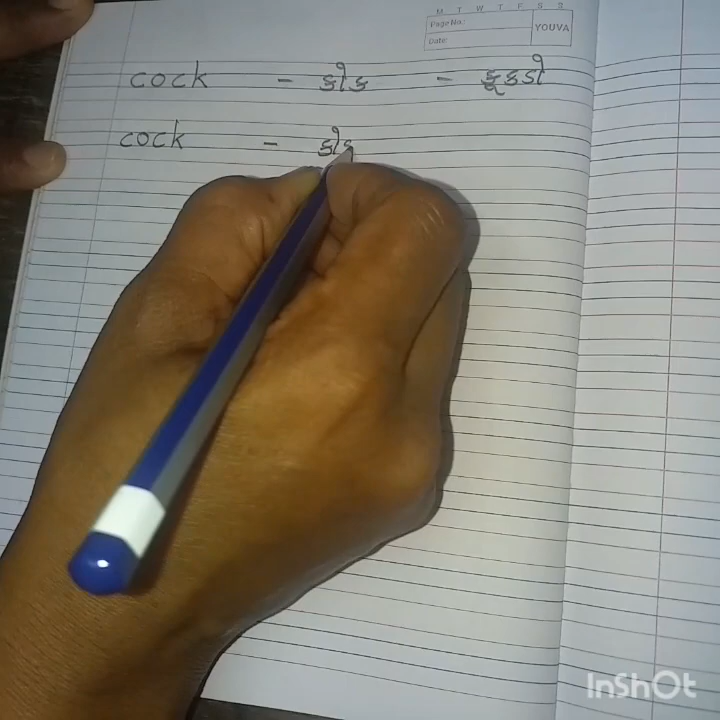 M T W T F S S
Page No.:
YOUVA
Date:
cock - કોક - કૂકડો
cock - કોક
InShOt